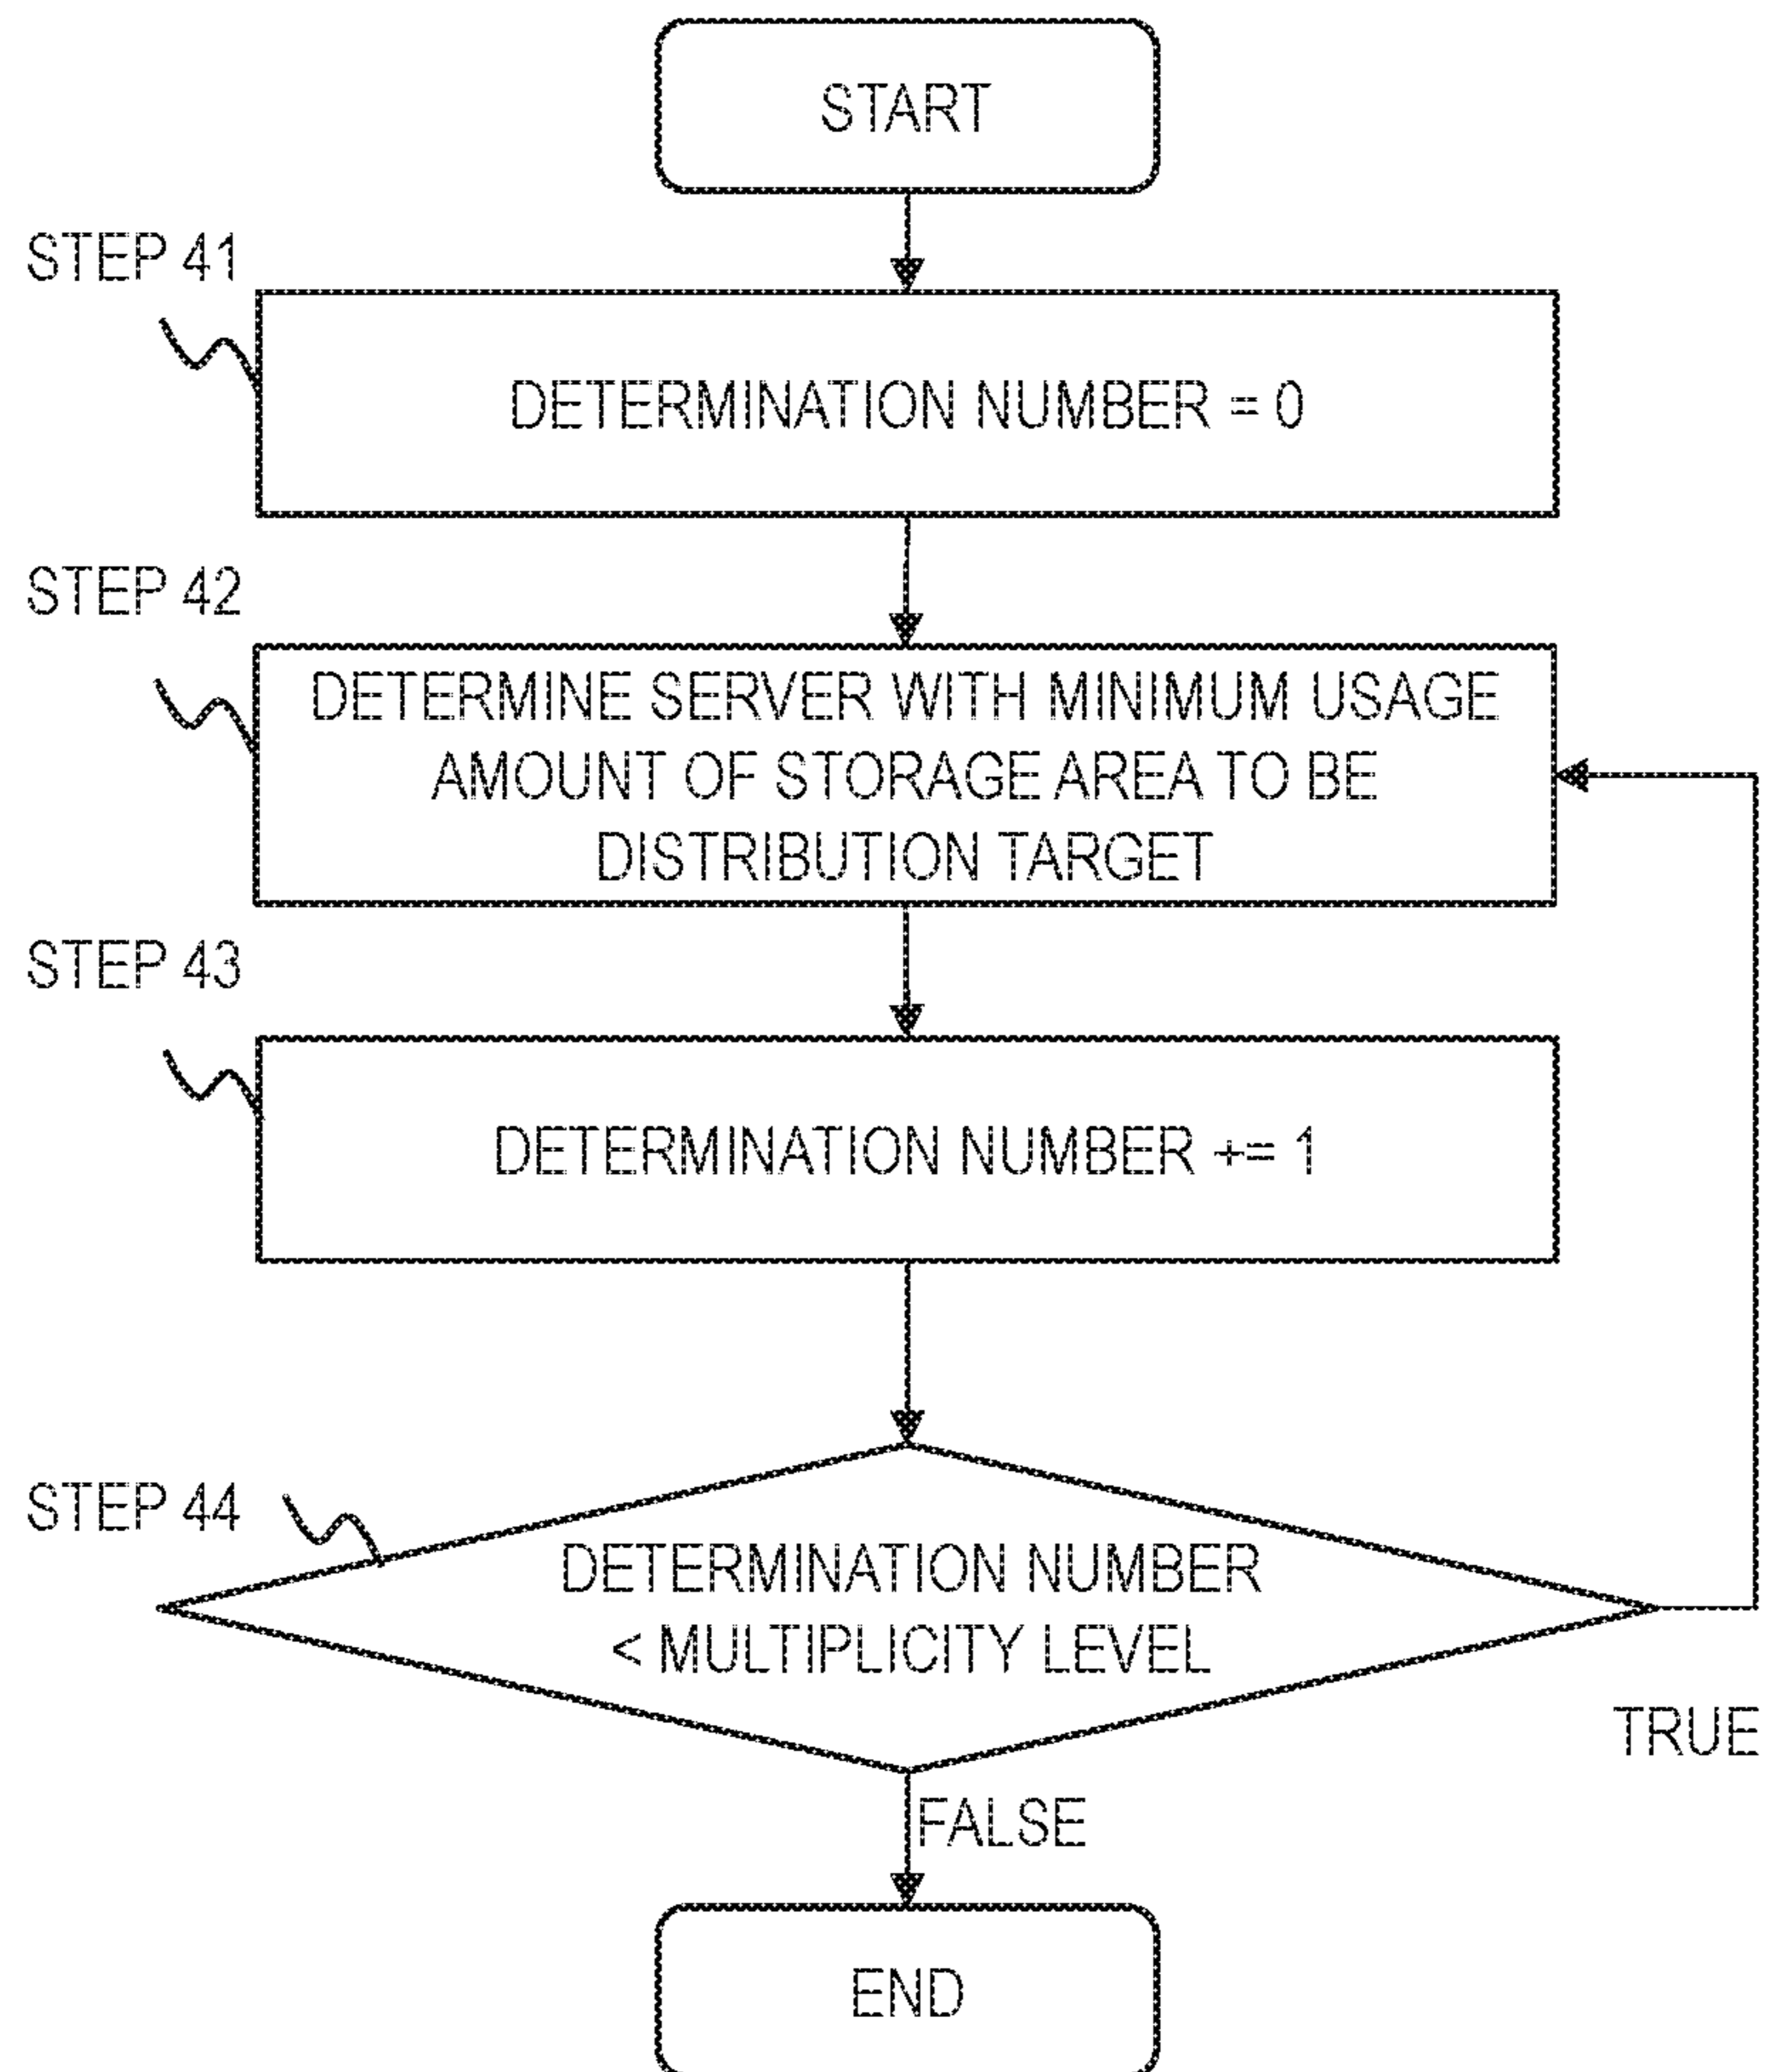 START
STEP 41
DETERMINATION NUMBER = 0
STEP 42
DETERMINE SERVER WITH MINIMUM USAGE
AMOUNT OF STORAGE AREA TO BE
DISTRIBUTION TARGET
STEP 43
DETERMINATION NUMBER += 1
STEP 44
DETERMINATION NUMBER
< MULTIPLICITY LEVEL
TRUE
FALSE
END